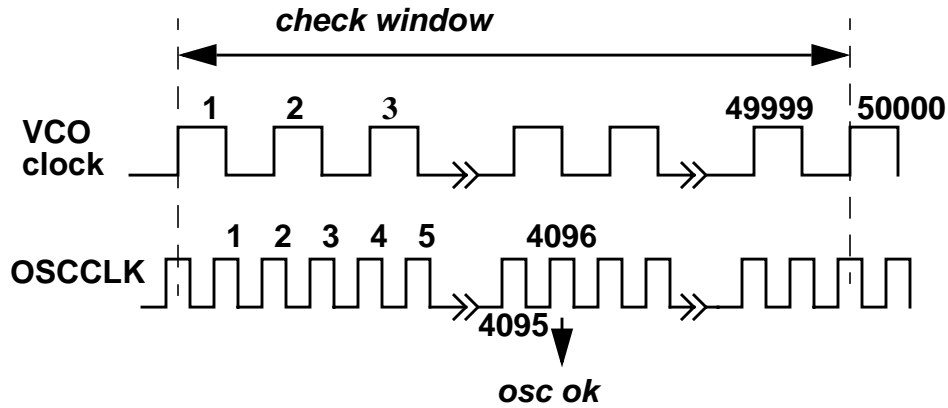 check window
1 2 3 49999 50000
VCO
clock
1 2 3 4 5 4096
OSCCLK
4095
osc ok